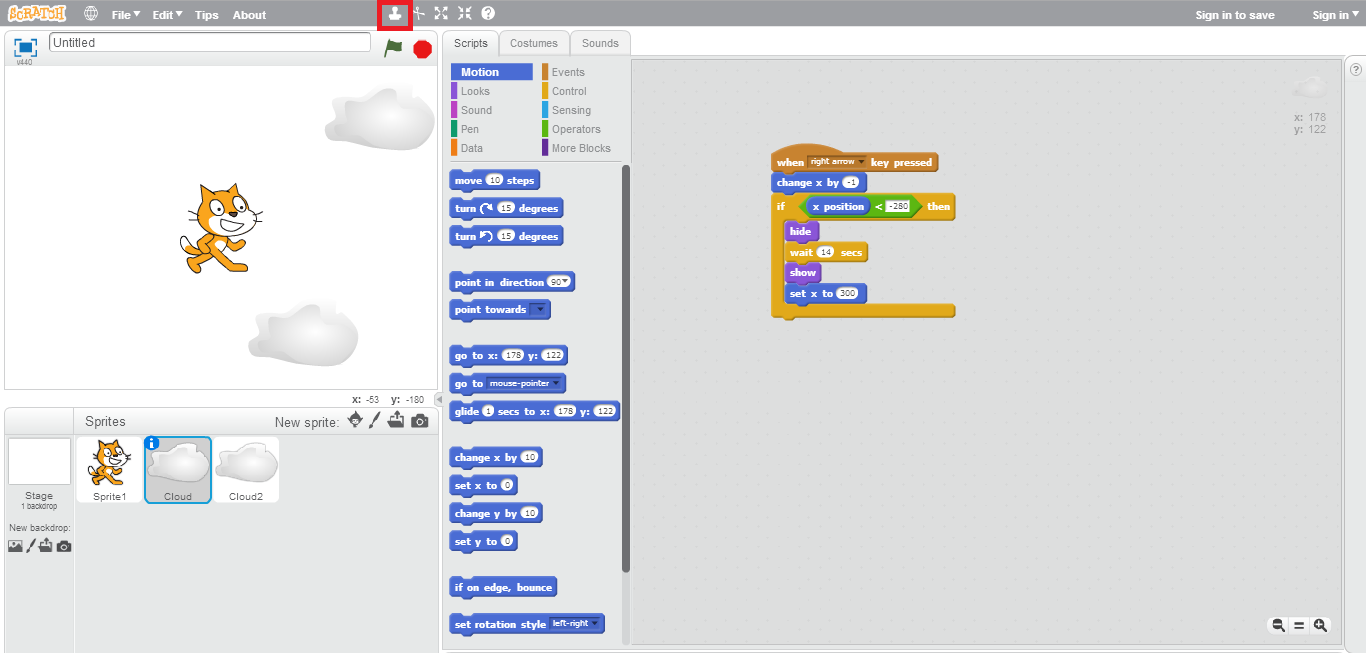 SCRATCH File Edit Tips About Sign in to save Sign in
Untitled
v440
x: -53 y: -180
Sprites New sprite:
Stage
1 backdrop
New backdrop:
Sprite1
Cloud
Cloud2
Scripts Costumes Sounds
Motion Events
Looks Control
Sound Sensing
Pen Operators
Data More Blocks
move 10 steps
turn 15 degrees
turn 15 degrees
point in direction 90
point towards
go to x: 178 y: 122
go to mouse-pointer
glide 1 secs to x: 178 y: 122
change x by 10
set x to 0
change y by 10
set y to 0
if on edge, bounce
set rotation style left-right
when right arrow key pressed
change x by -1
if x position < -280 then
hide
wait 14 secs
show
set x to 300
x: 178
y: 122